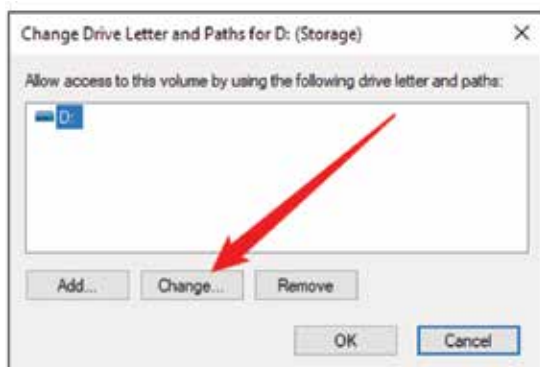 Change Drive Letter and Paths for D: (Storage)
Allow access to this volume by using the following drive letter and paths:
D:
Add... Change... Remove
OK Cancel